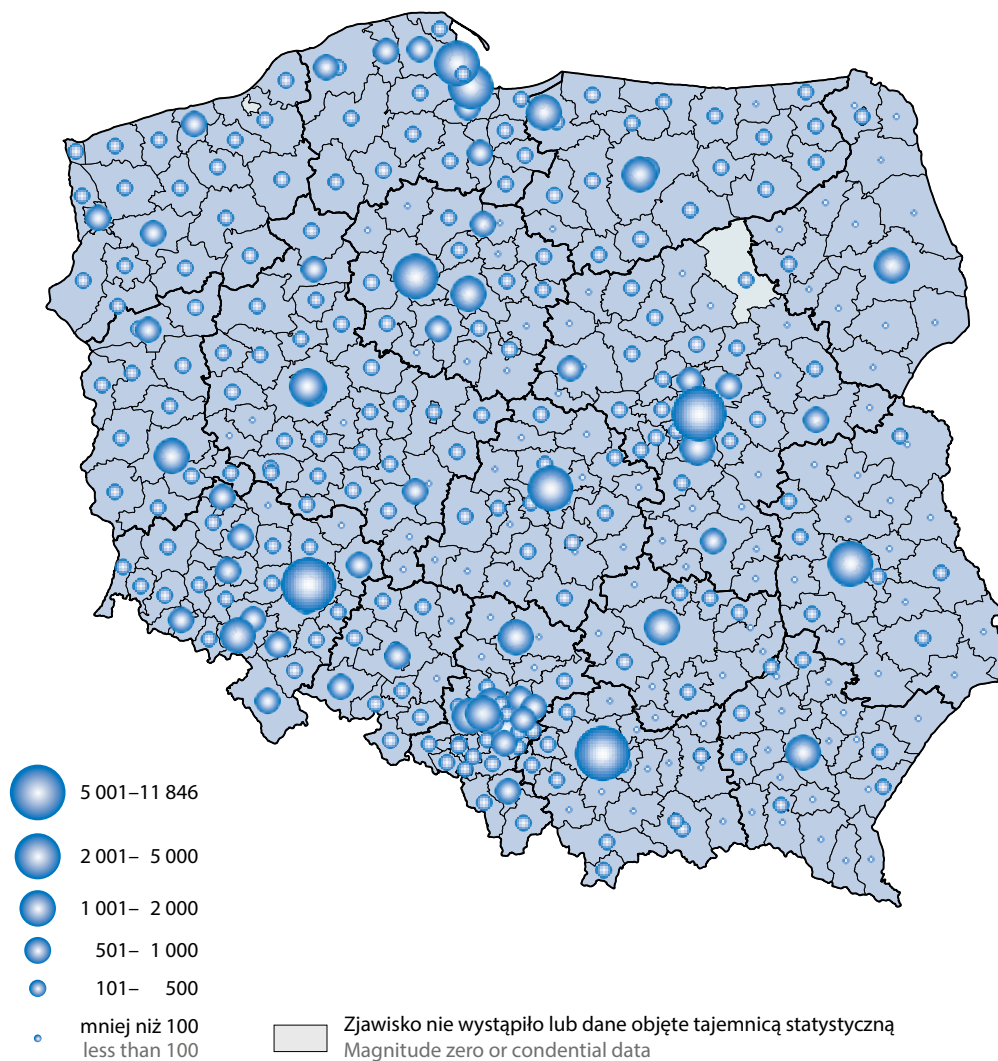 5 001–11 846
2 001– 5 000
1 001– 2 000
501– 1 000
101– 500
mniej niż 100
less than 100
Zjawisko nie wystąpiło lub dane objęte tajemnicą statystyczną
Magnitude zero or condential data